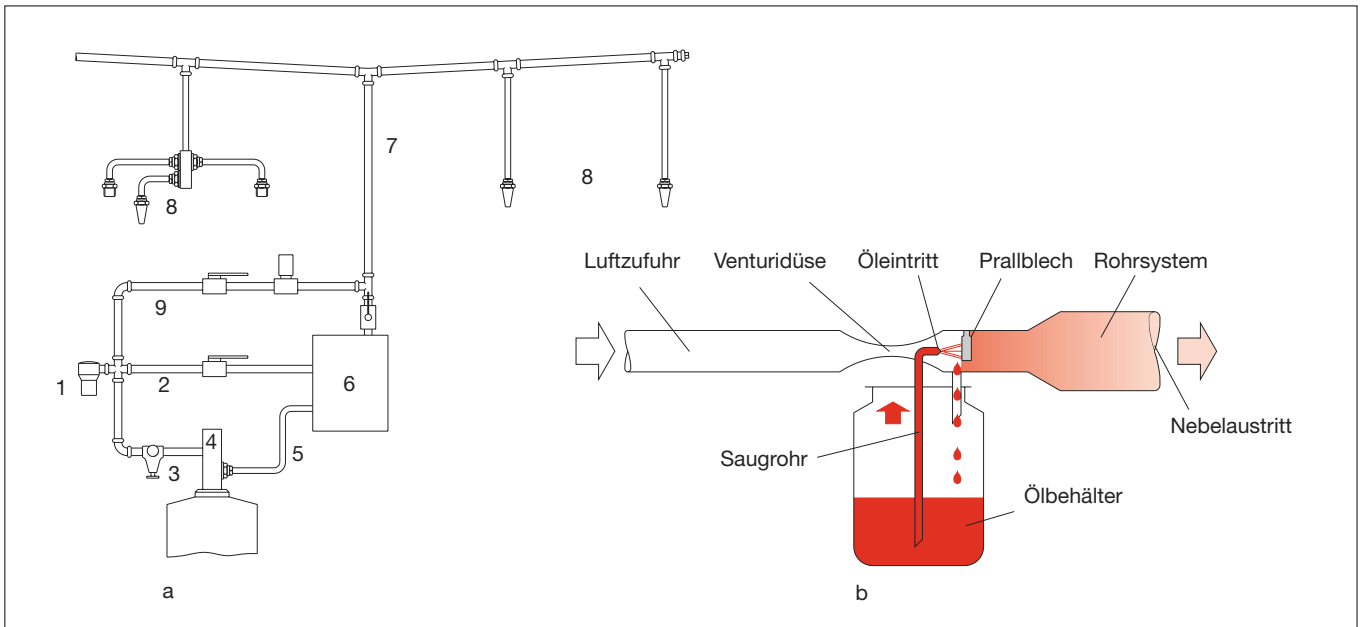 7
8
8
9
1
2
6
4
3
5
a
Luftzufuhr Venturidüse Öleintritt Prallblech Rohrsystem
Nebelaustritt
Saugrohr
Ölbehälter
b